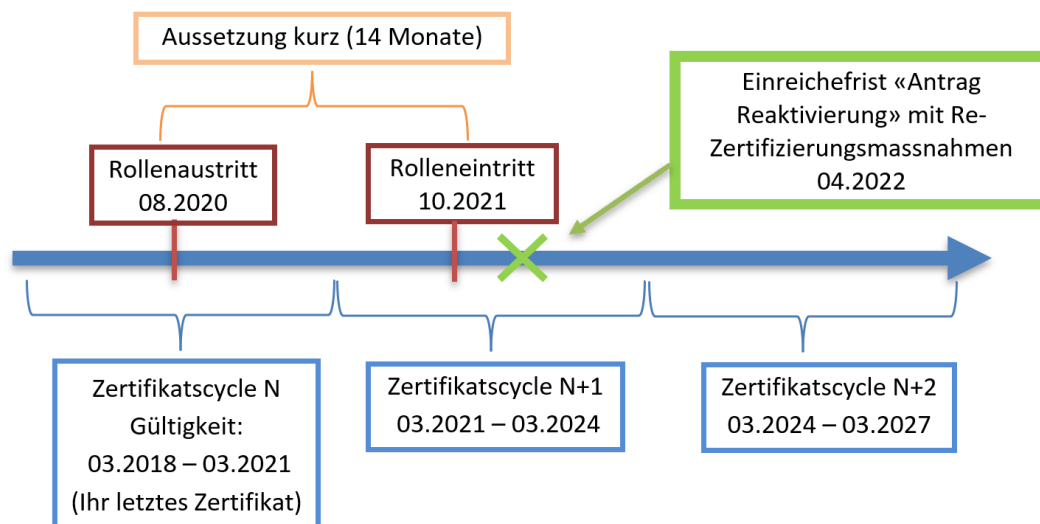 Aussetzung kurz (14 Monate)
Einreichefrist «Antrag
Reaktivierung» mit Re-
Zertifizierungsmassnahmen
04.2022
Rollenaustritt
08.2020
Rolleneintritt
10.2021
Zertifikatscycle N
Gültigkeit:
03.2018 – 03.2021
(Ihr letztes Zertifikat)
Zertifikatscycle N+1
03.2021 – 03.2024
Zertifikatscycle N+2
03.2024 – 03.2027